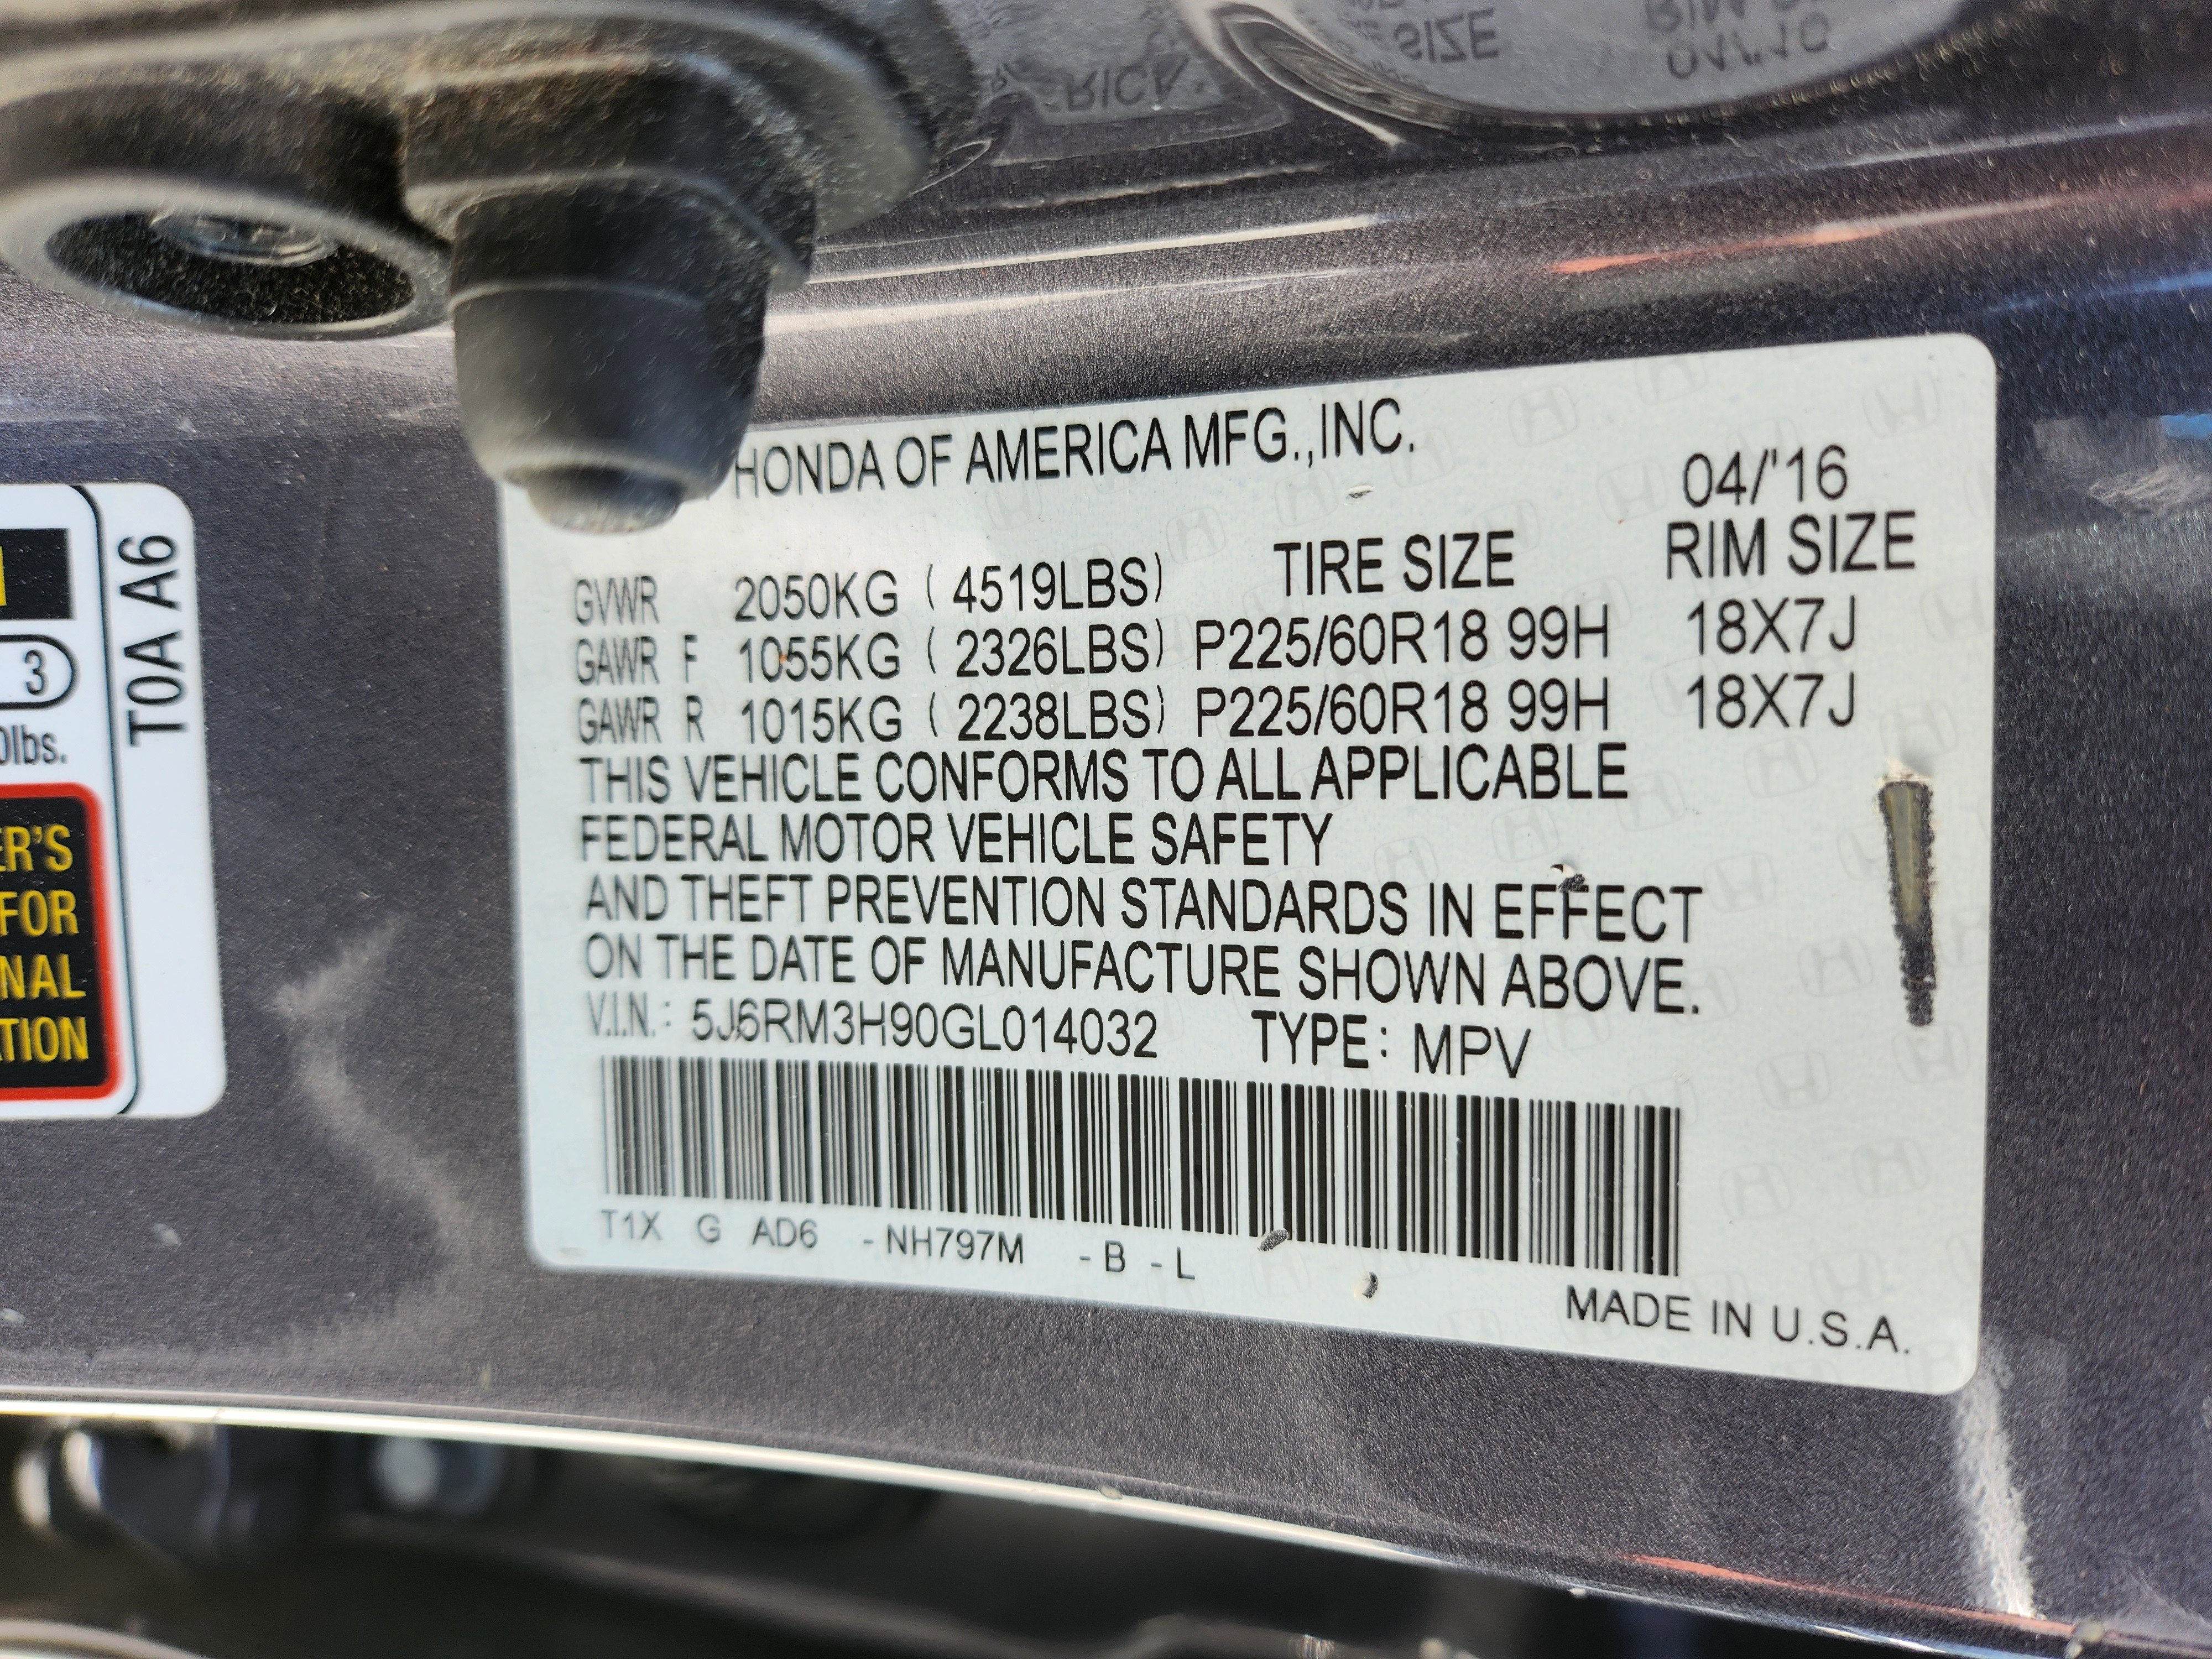 HONDA OF AMERICA MFG.,INC.
04/'16
GVWR 2050KG ( 4519LBS) TIRE SIZE RIM SIZE
GAWR F 1055KG ( 2326LBS) P225/60R18 99H 18X7J
GAWR R 1015KG ( 2238LBS) P225/60R18 99H 18X7J
THIS VEHICLE CONFORMS TO ALL APPLICABLE
FEDERAL MOTOR VEHICLE SAFETY
AND THEFT PREVENTION STANDARDS IN EFFECT
ON THE DATE OF MANUFACTURE SHOWN ABOVE.
V.I.N.: 5J6RM3H90GL014032 TYPE: MPV
T1X G AD6 -NH797M -B -L
MADE IN U.S.A.
T0A A6
3
0lbs.
ER'S
FOR
NAL
TION
SIZE